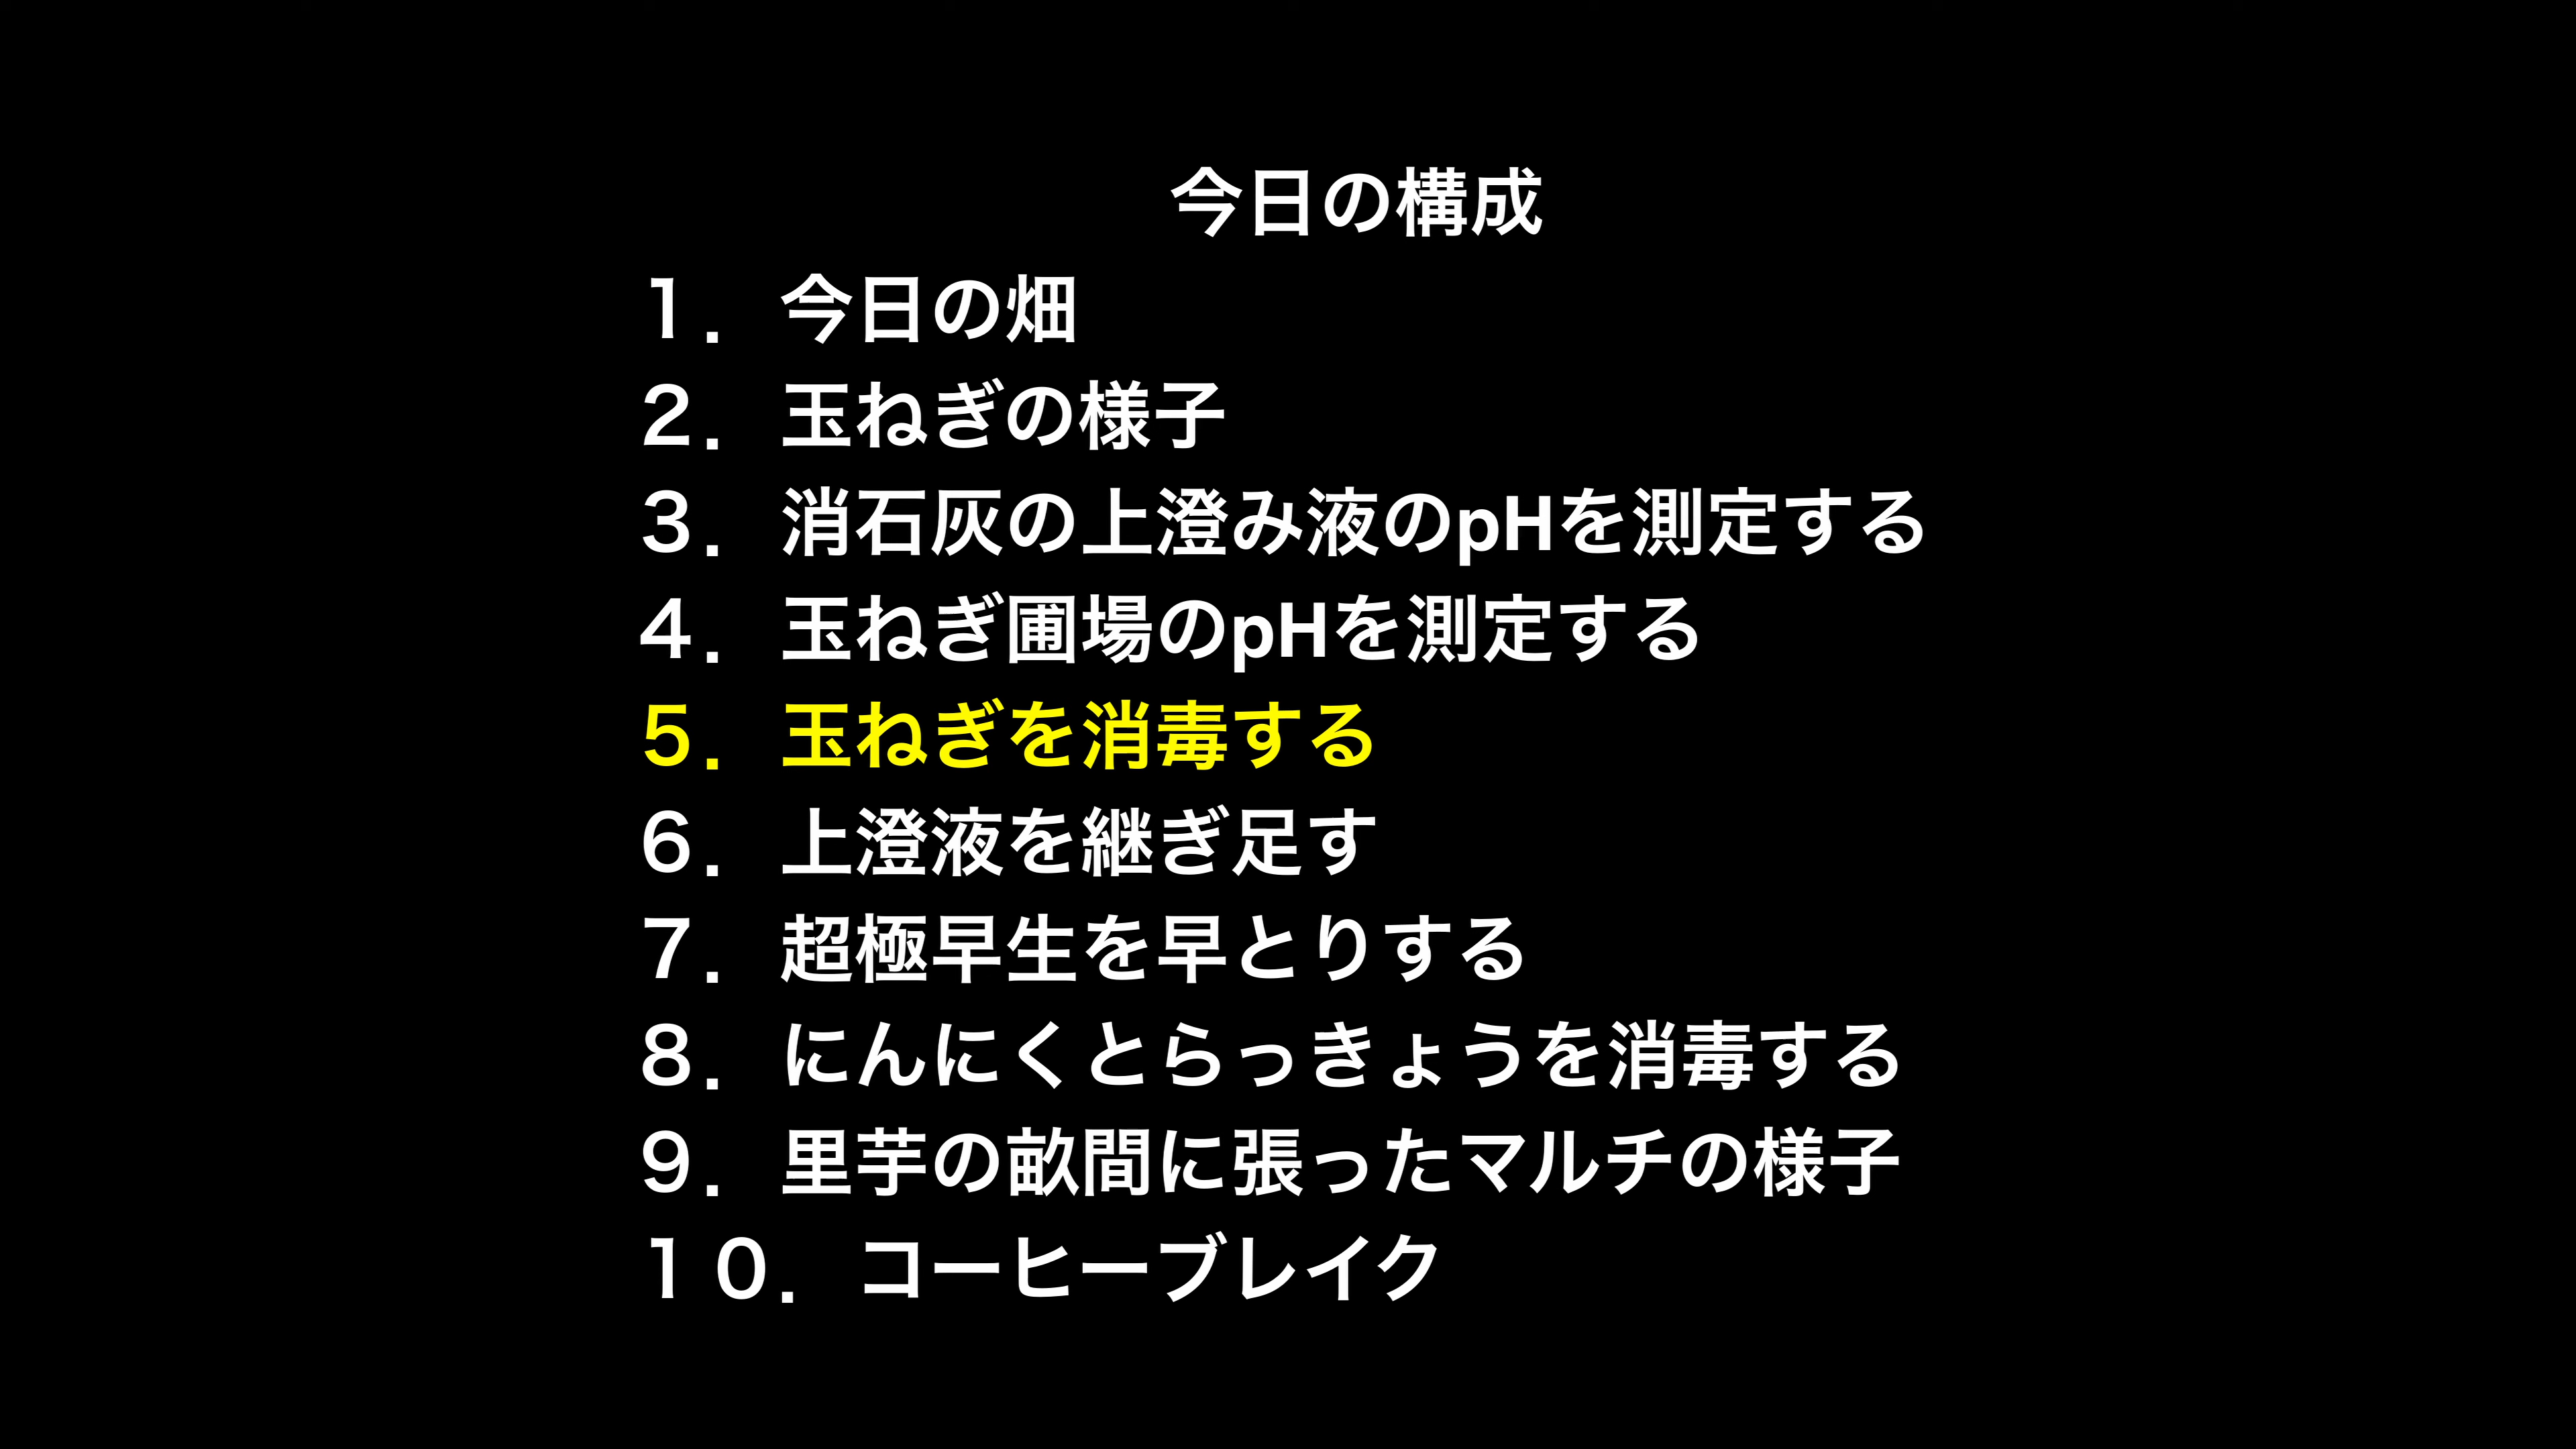 今日の構成
１．今日の畑
２．玉ねぎの様子
３．消石灰の上澄み液のpHを測定する
４．玉ねぎ圃場のpHを測定する
５．玉ねぎを消毒する
６．上澄液を継ぎ足す
７．超極早生を早とりする
８．にんにくとらっきょうを消毒する
９．里芋の畝間に張ったマルチの様子
１０．コーヒーブレイク